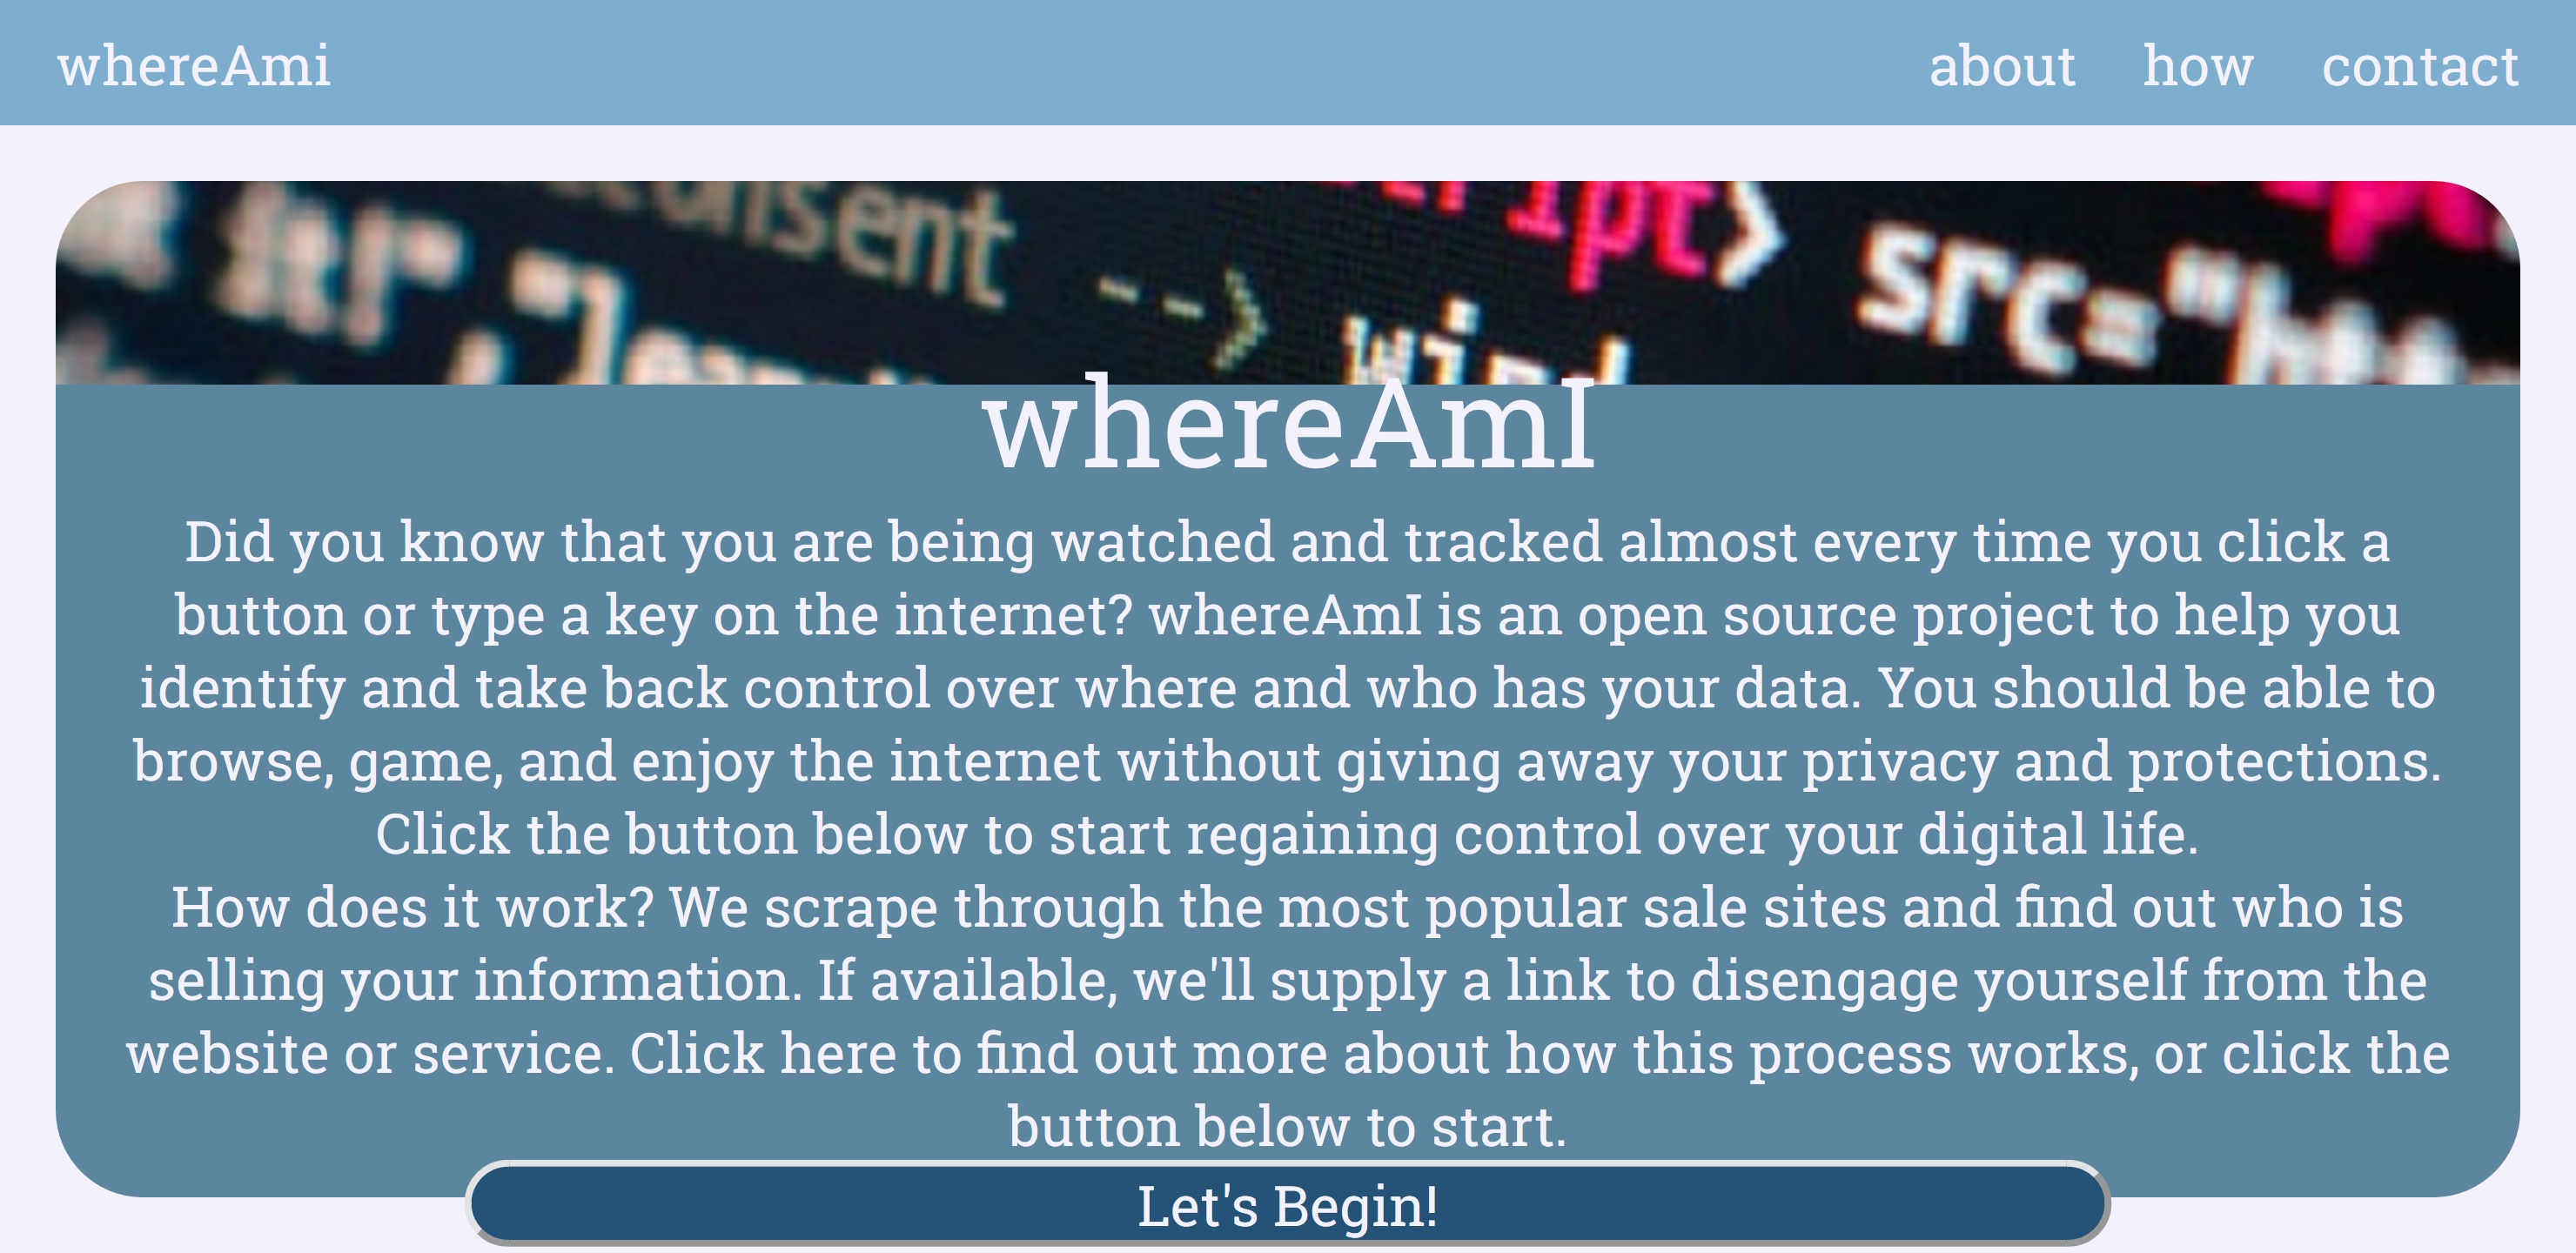 whereAmi
about how contact
onsent
-->
ript>
src="ht
whereAmI
Did you know that you are being watched and tracked almost every time you click a
button or type a key on the internet? whereAmI is an open source project to help you
identify and take back control over where and who has your data. You should be able to
browse, game, and enjoy the internet without giving away your privacy and protections.
Click the button below to start regaining control over your digital life.
How does it work? We scrape through the most popular sale sites and find out who is
selling your information. If available, we'll supply a link to disengage yourself from the
website or service. Click here to find out more about how this process works, or click the
button below to start.
Let's Begin!